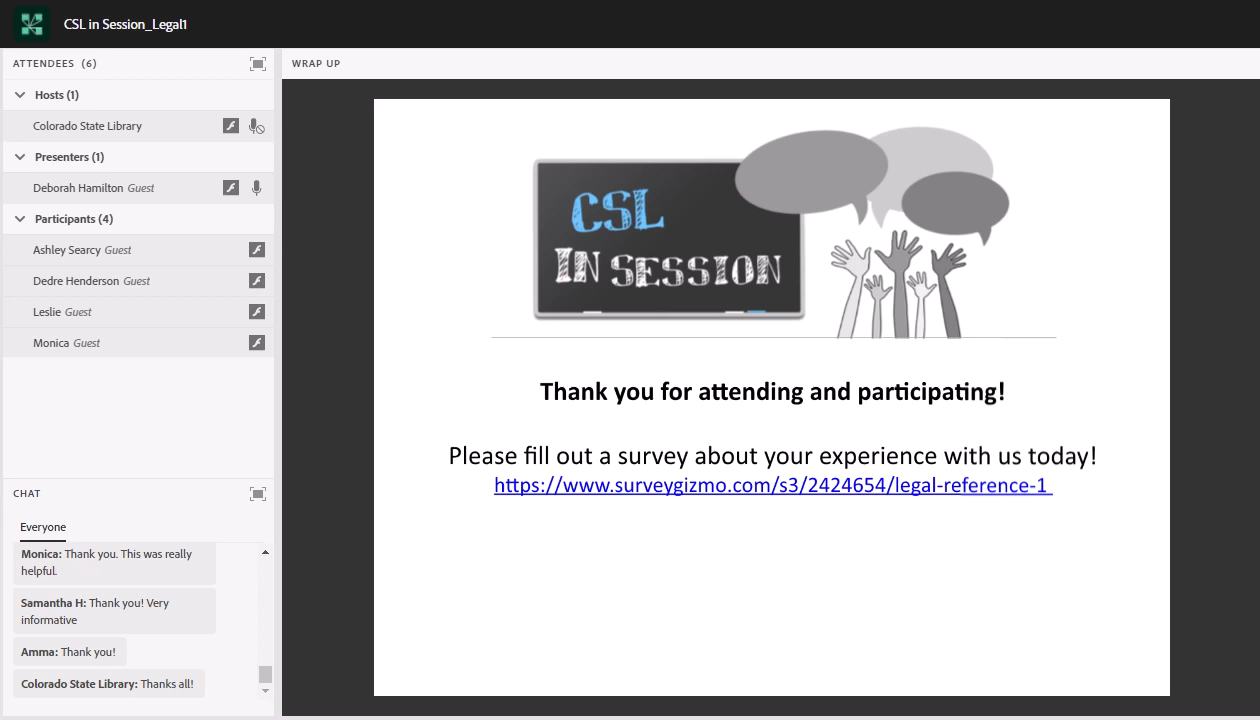 CSL in Session_Legal1
ATTENDEES (6)
Hosts (1)
Colorado State Library
Presenters (1)
Deborah Hamilton Guest
Participants (4)
Ashley Searcy Guest
Dedre Henderson Guest
Leslie Guest
Monica Guest
CHAT
Everyone
Monica: Thank you. This was really
helpful.
Samantha H: Thank you! Very
informative
Amma: Thank you!
Colorado State Library: Thanks all!
WRAP UP
CSL
IN SESSION
Thank you for attending and participating!
Please fill out a survey about your experience with us today!
https://www.surveygizmo.com/s3/2424654/legal-reference-1